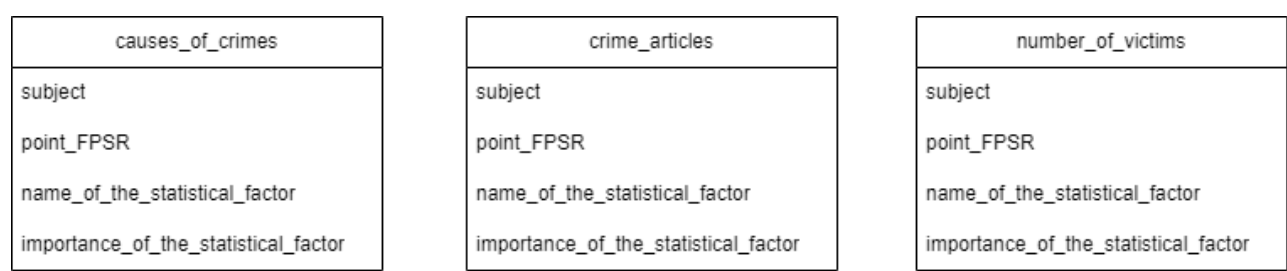 causes_of_crimes
subject
point_FPSR
name_of_the_statistical_factor
importance_of_the_statistical_factor
crime_articles
subject
point_FPSR
name_of_the_statistical_factor
importance_of_the_statistical_factor
number_of_victims
subject
point_FPSR
name_of_the_statistical_factor
importance_of_the_statistical_factor